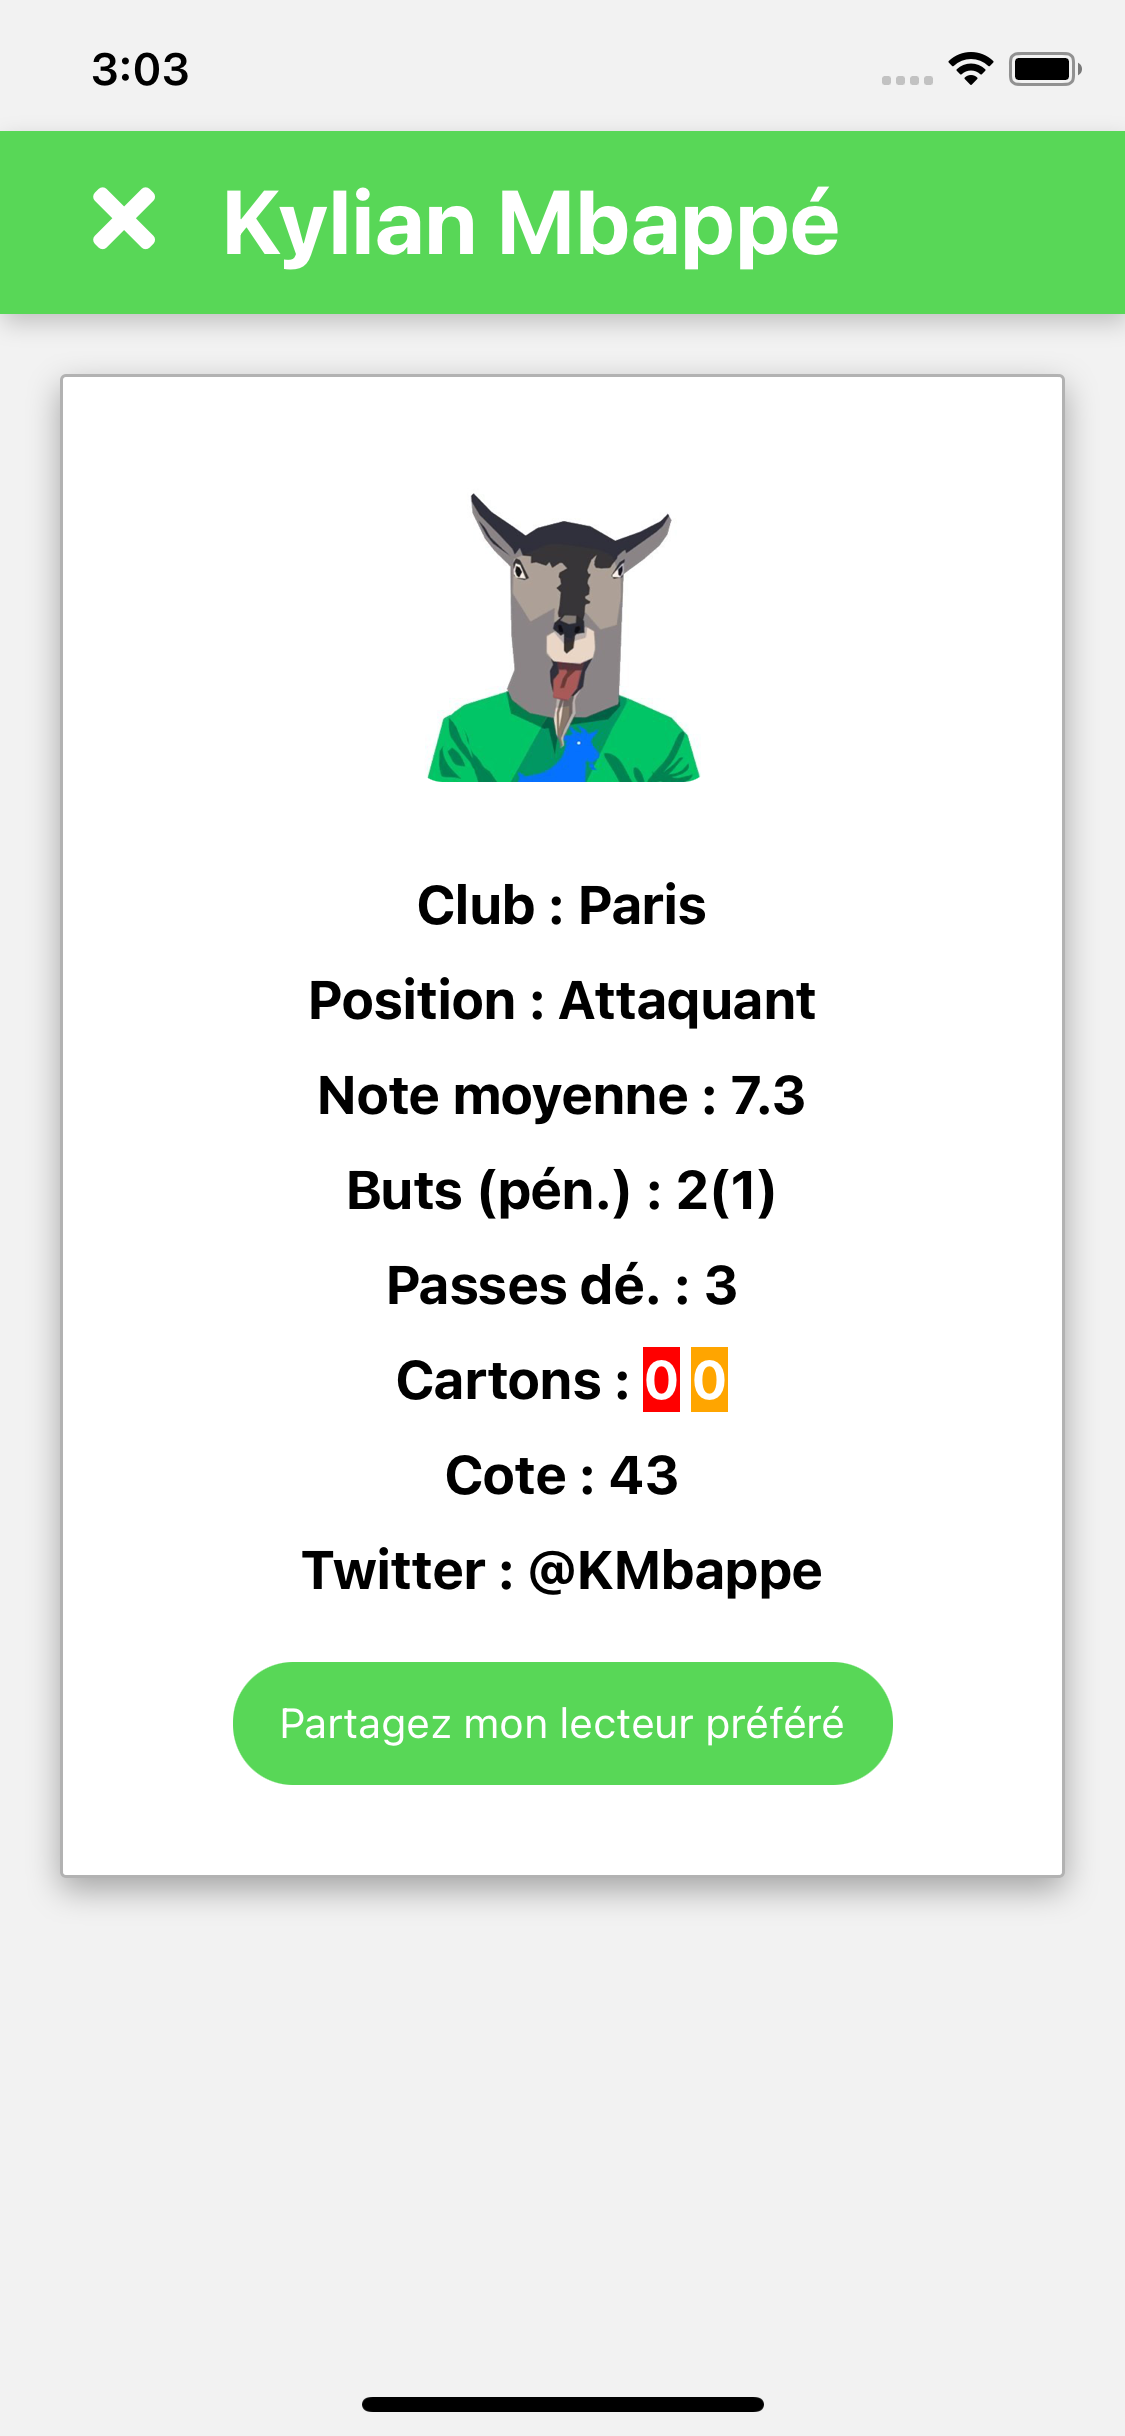 3:03
Kylian Mbappé
Club : Paris
Position : Attaquant
Note moyenne : 7.3
Buts (pén.) : 2(1)
Passes dé. : 3
Cartons : 0 0
Cote : 43
Twitter : @KMbappe
Partagez mon lecteur préféré